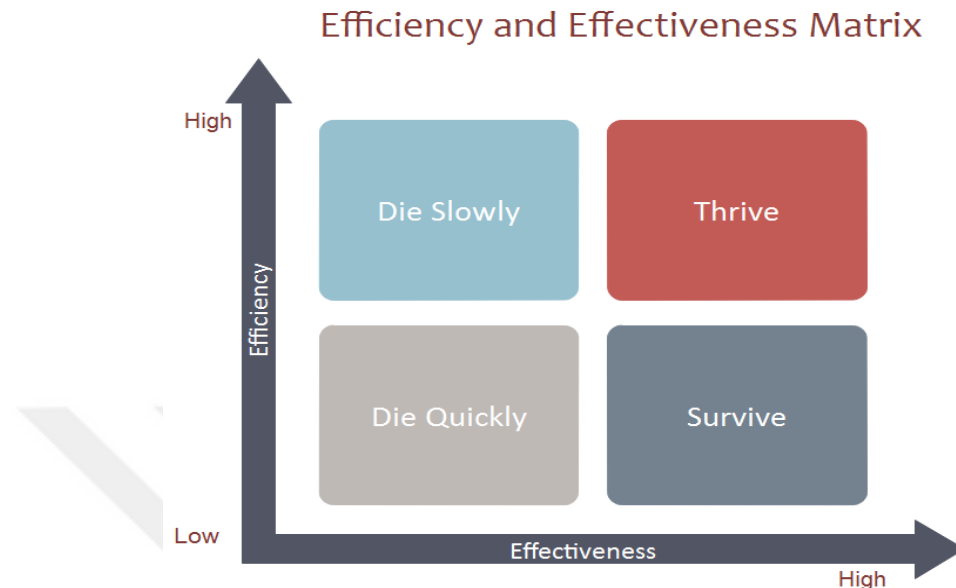 Efficiency and Effectiveness Matrix
High
Die Slowly
Thrive
Efficiency
Die Quickly
Survive
Low
Effectiveness
High